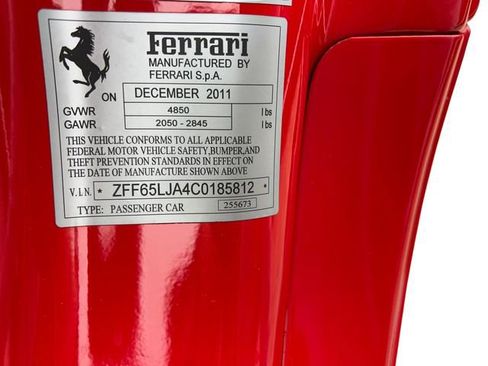 Ferrari
MANUFACTURED BY
FERRARI S.p.A.
ON DECEMBER 2011
GVWR 4850 lbs
GAWR 2050 - 2845 lbs
THIS VEHICLE CONFORMS TO ALL APPLICABLE
FEDERAL MOTOR VEHICLE SAFETY,BUMPER,AND
THEFT PREVENTION STANDARDS IN EFFECT ON
THE DATE OF MANUFACTURE SHOWN ABOVE
V.I.N. * ZFF65LJA4C0185812 *
TYPE: PASSENGER CAR 255673